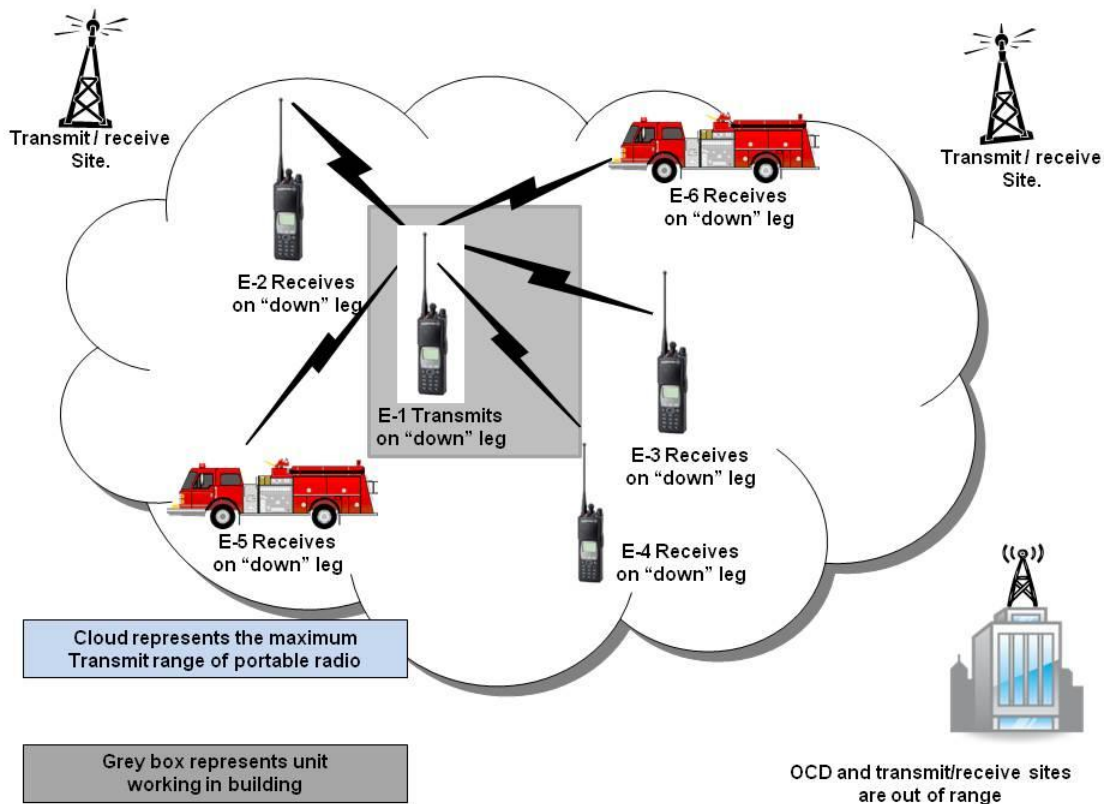 Transmit / receive
Site.
Transmit / receive
Site.
E-6 Receives
on “down” leg
E-2 Receives
on “down” leg
E-1 Transmits
on “down” leg
E-3 Receives
on “down” leg
E-5 Receives
on “down” leg
E-4 Receives
on “down” leg
Cloud represents the maximum
Transmit range of portable radio
Grey box represents unit
working in building
OCD and transmit/receive sites
are out of range